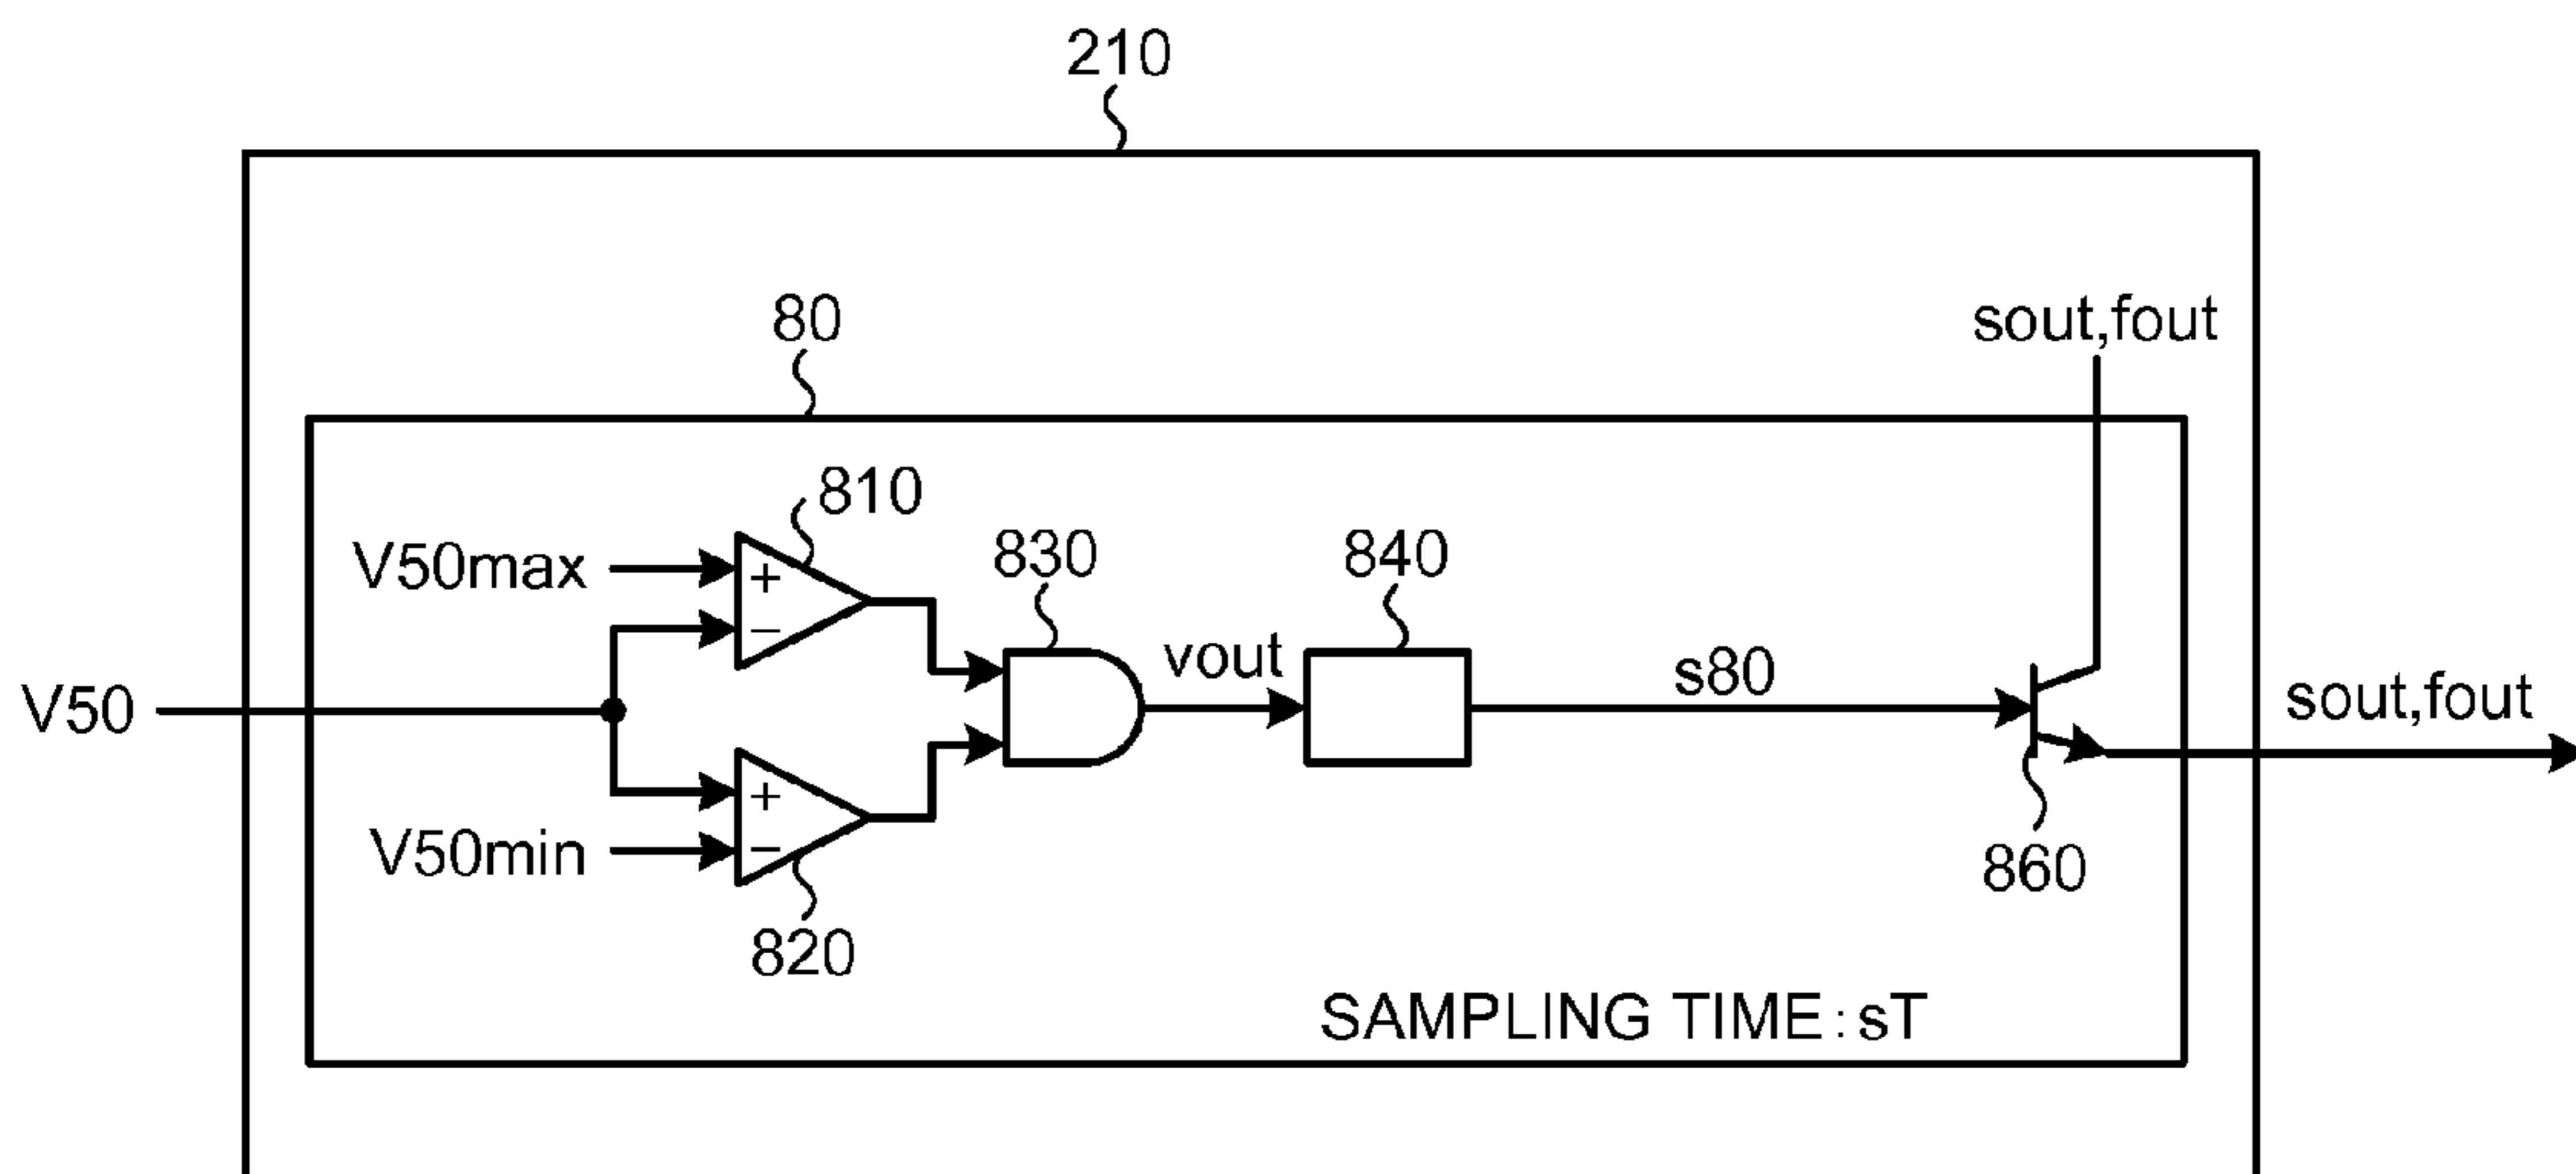 210
80
sout,fout
810
V50max
+
−
830
840
vout
s80
V50
sout,fout
+
−
V50min
860
820
SAMPLING TIME:sT